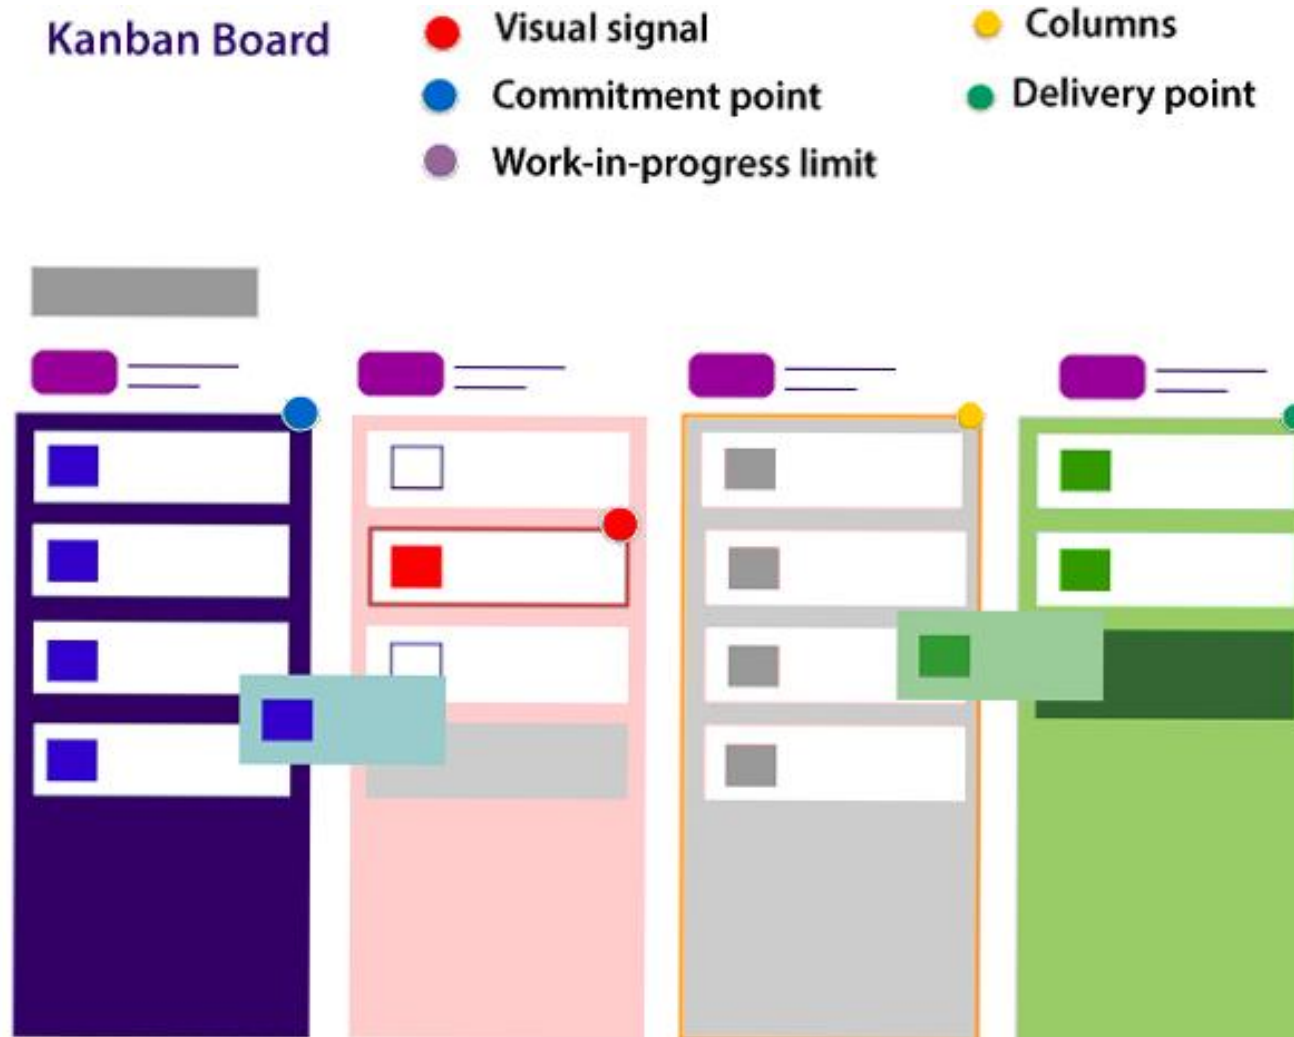 Kanban Board
Visual signal
Columns
Commitment point
Delivery point
Work-in-progress limit